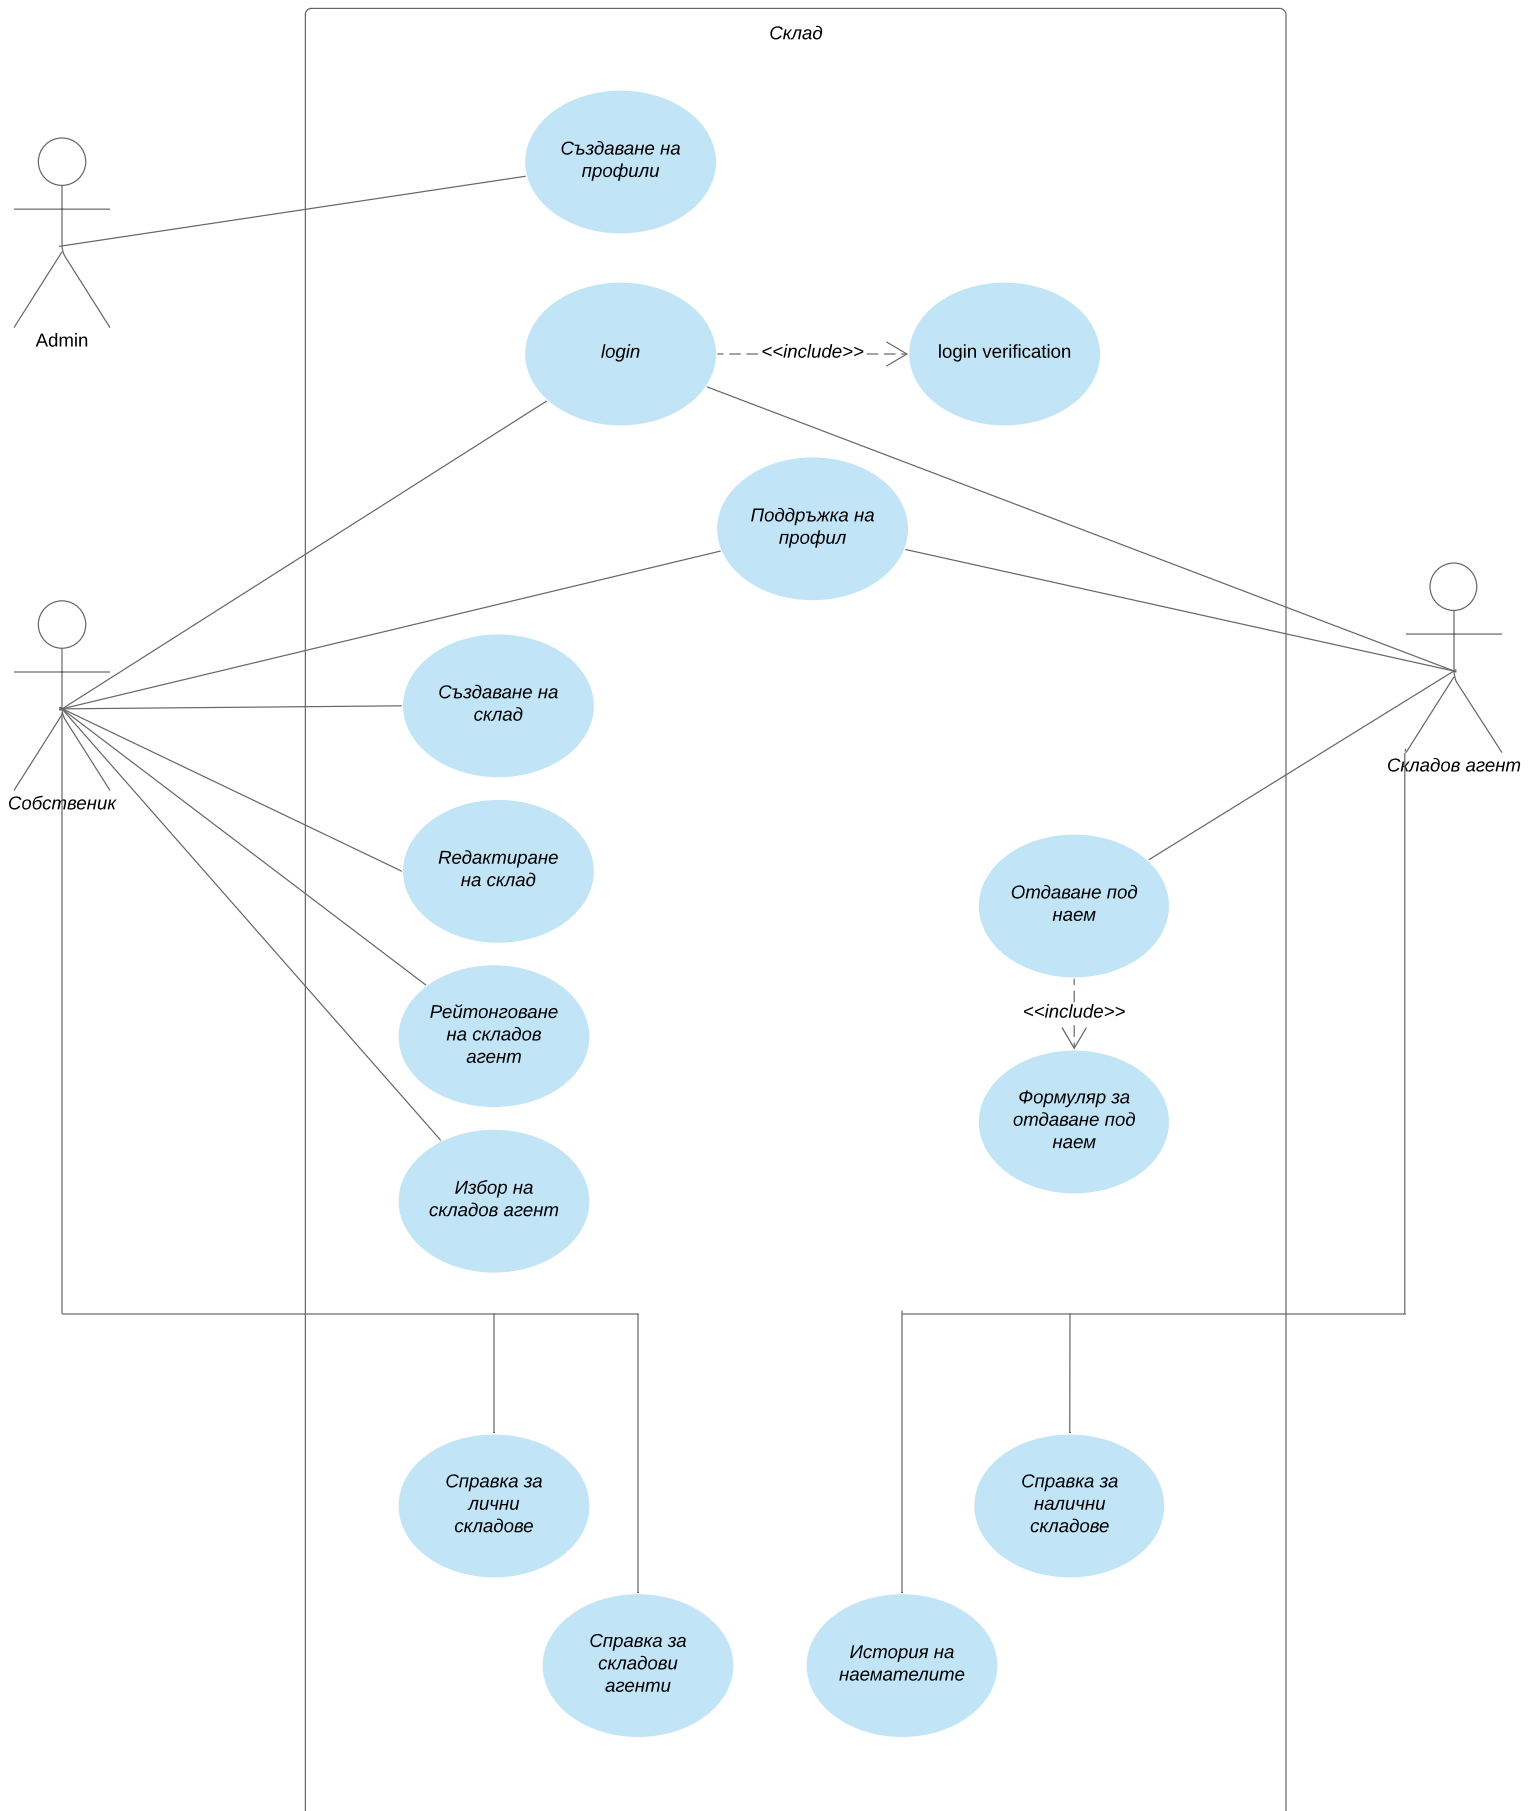 Склад
Създаване на
профили
Admin
login
<<include>>
login verification
Поддръжка на
профил
Създаване на
склад
Складов агент
Собственик
Rедактиране
на склад
Отдаване под
наем
Рейтонговане
на складов
агент
<<include>>
Формуляр за
отдаване под
наем
Избор на
складов агент
Справка за
лични
складове
Справка за
налични
складове
Справка за
складови
агенти
История на
наемателите